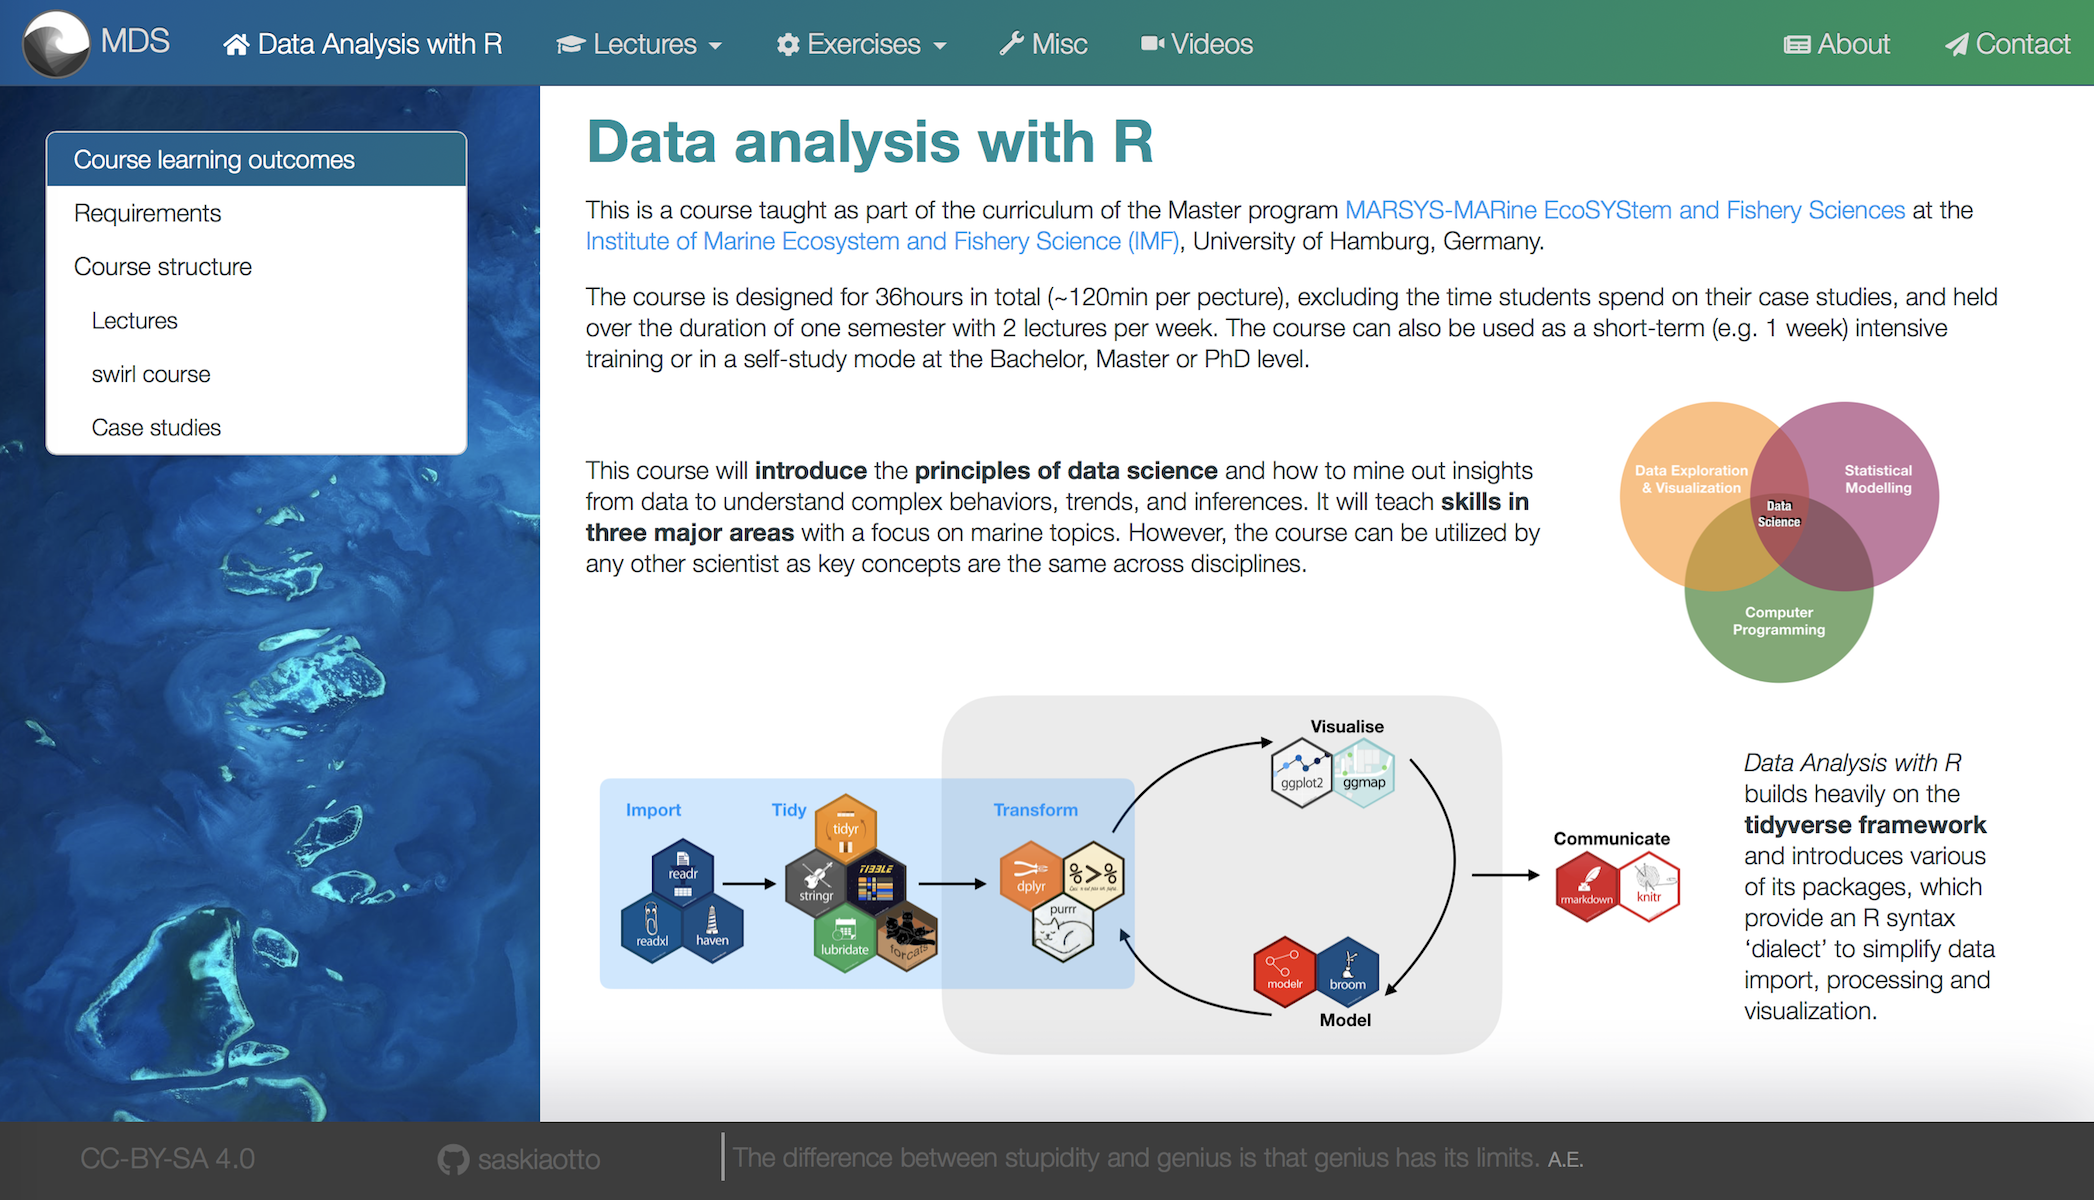 MDS
Data Analysis with R
Lectures
Exercises
Misc
Videos
About
Contact
Course learning outcomes
Requirements
Course structure
Lectures
swirl course
Case studies
Data analysis with R
This is a course taught as part of the curriculum of the Master program MARSYS-MARine EcoSYStem and Fishery Sciences at the
Institute of Marine Ecosystem and Fishery Science (IMF), University of Hamburg, Germany.
The course is designed for 36hours in total (~120min per pecture), excluding the time students spend on their case studies, and held
over the duration of one semester with 2 lectures per week. The course can also be used as a short-term (e.g. 1 week) intensive
training or in a self-study mode at the Bachelor, Master or PhD level.
This course will introduce the principles of data science and how to mine out insights
from data to understand complex behaviors, trends, and inferences. It will teach skills in
three major areas with a focus on marine topics. However, the course can be utilized by
any other scientist as key concepts are the same across disciplines.
Data Exploration
& Visualization
Statistical
Modelling
Data
Science
Computer
Programming
Import
readr
readxl
haven
Tidy
tidyr
stringr
TIBBLE
lubridate
forcats
Transform
dplyr
%>%
purrr
Visualise
ggplot2
ggmap
modelr
broom
Model
Communicate
rmarkdown
knitr
Data Analysis with R
builds heavily on the
tidyverse framework
and introduces various
of its packages, which
provide an R syntax
‘dialect’ to simplify data
import, processing and
visualization.
CC-BY-SA 4.0
saskiaotto
The difference between stupidity and genius is that genius has its limits. A.E.